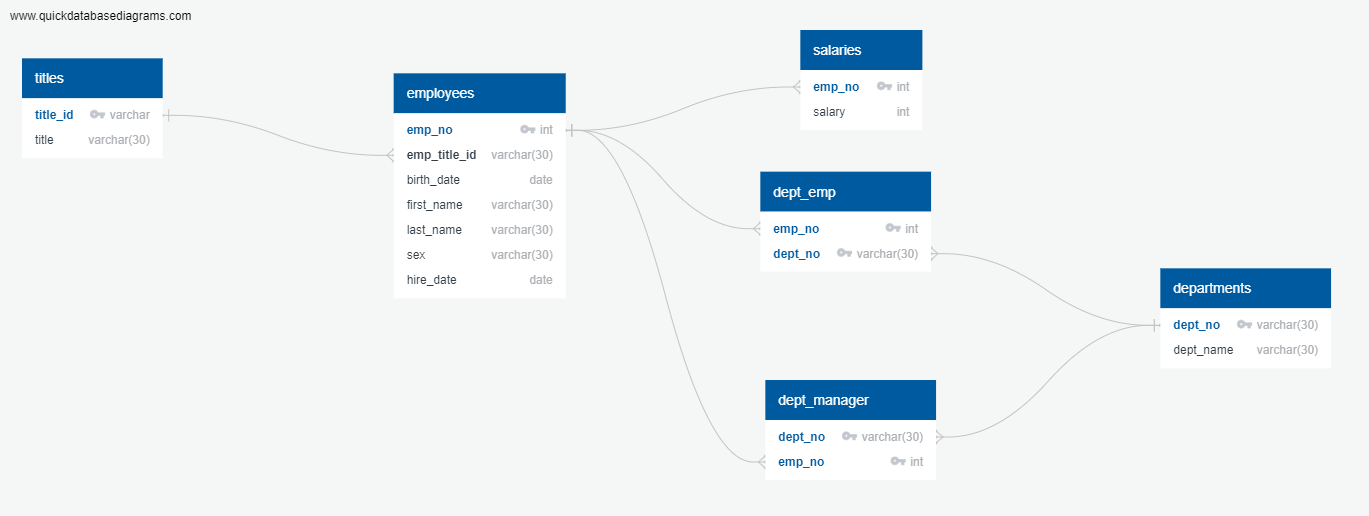 www.quickdatabasediagrams.com
titles
title_id varchar
title varchar(30)
employees
emp_no int
emp_title_id varchar(30)
birth_date date
first_name varchar(30)
last_name varchar(30)
sex varchar(30)
hire_date date
salaries
emp_no int
salary int
dept_emp
emp_no int
dept_no varchar(30)
dept_manager
dept_no varchar(30)
emp_no int
departments
dept_no varchar(30)
dept_name varchar(30)